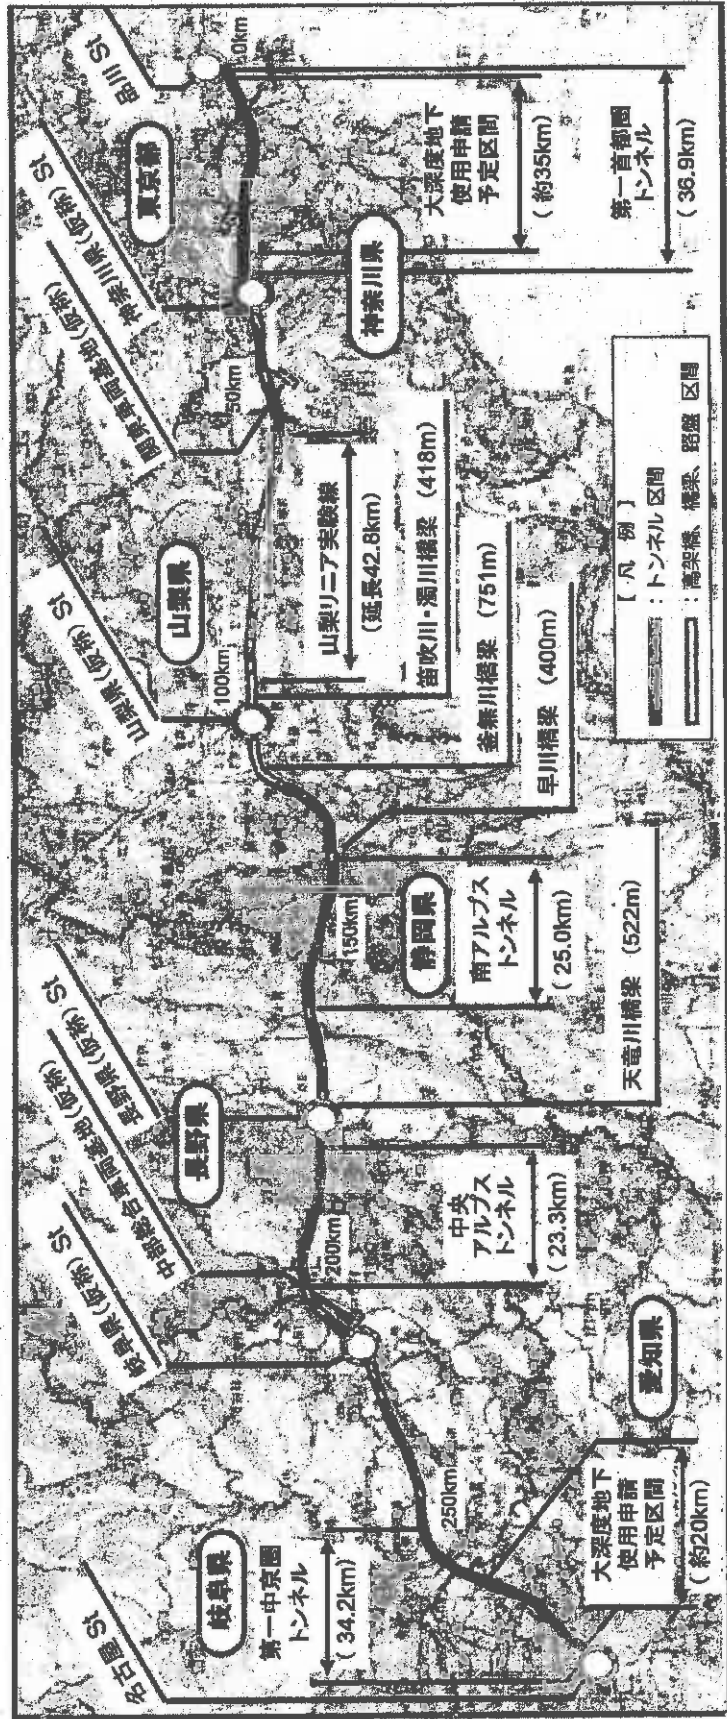 名古屋 St
岐阜県 (仮称) St
中部総合車両基地 (仮称)
長野県 (仮称) St
山梨県 (仮称) St
関東車両基地 (仮称)
神奈川県 (仮称) St
品川 St
岐阜県
長野県
山梨県
東京都
愛知県
静岡県
神奈川県
250km
200km
150km
100km
50km
0km
第一中京圏
トンネル
( 34.2km)
大深度地下
使用申請
予定区間
( 約20km)
中央
アルプス
トンネル
( 23.3km)
天竜川橋梁 (522m)
南アルプス
トンネル
( 25.0km)
早川橋梁 (400m)
釜無川橋梁 (751m)
笛吹川・濁川橋梁 (418m)
山梨リニア実験線
(延長42.8km)
大深度地下
使用申請
予定区間
( 約35km)
第一首都圏
トンネル
( 36.9km)
【 凡 例 】
: トンネル 区間
: 高架橋、橋梁、路盤 区間